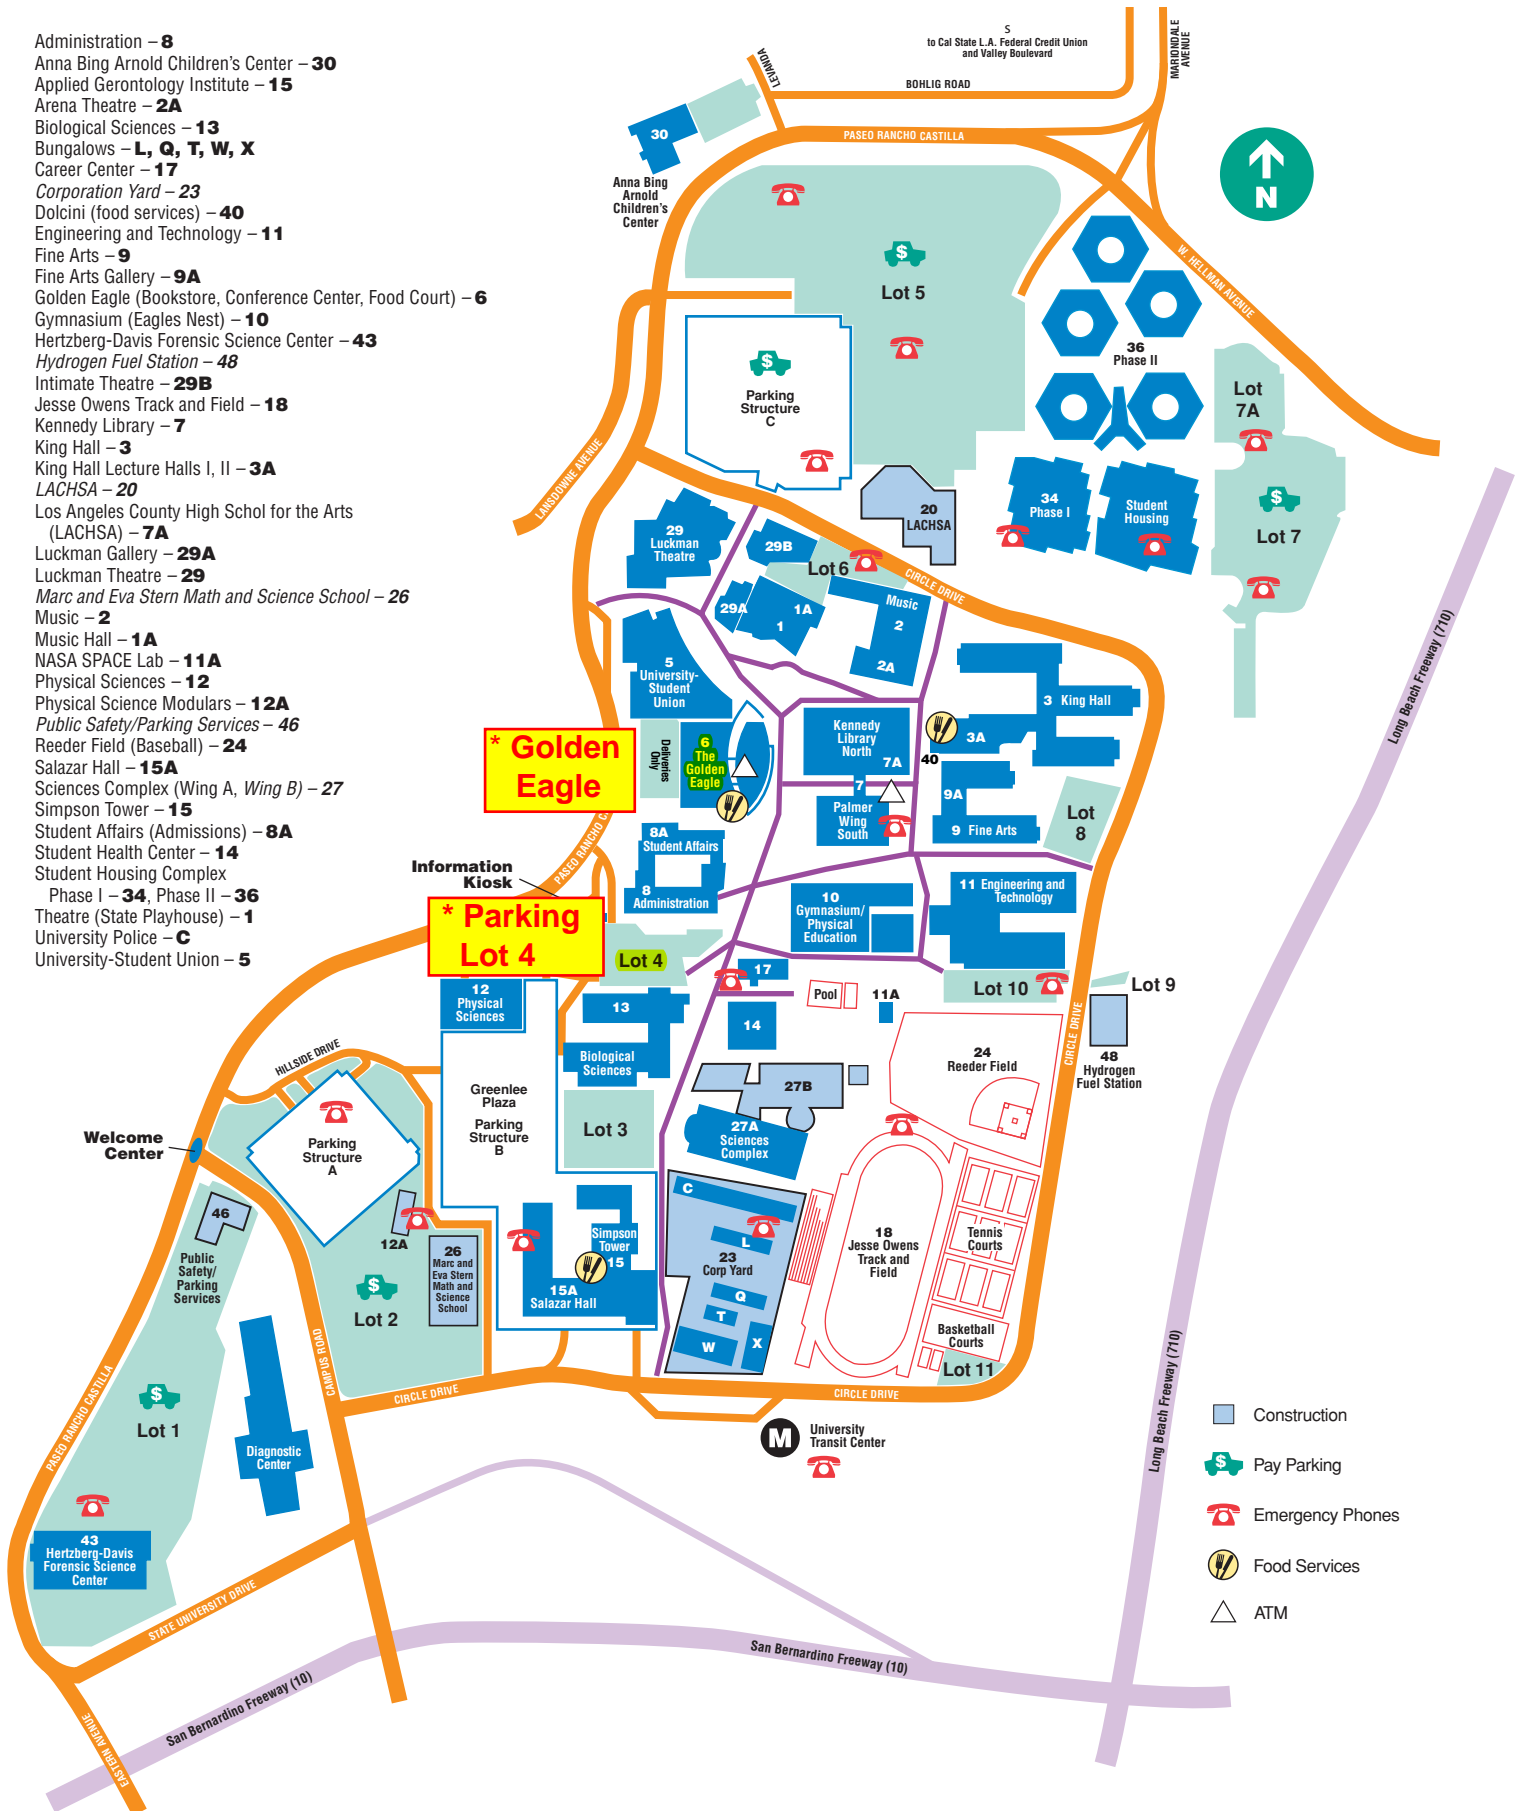 Administration – 8
Anna Bing Arnold Children's Center – 30
Applied Gerontology Institute – 15
Arena Theatre – 2A
Biological Sciences – 13
Bungalows – L, Q, T, W, X
Career Center – 17
Corporation Yard – 23
Dolcini (food services) – 40
Engineering and Technology – 11
Fine Arts – 9
Fine Arts Gallery – 9A
Golden Eagle (Bookstore, Conference Center, Food Court) – 6
Gymnasium (Eagles Nest) – 10
Hertzberg-Davis Forensic Science Center – 43
Hydrogen Fuel Station – 48
Intimate Theatre – 29B
Jesse Owens Track and Field – 18
Kennedy Library – 7
King Hall – 3
King Hall Lecture Halls I, II – 3A
LACHSA – 20
Los Angeles County High Schol for the Arts
(LACHSA) – 7A
Luckman Gallery – 29A
Luckman Theatre – 29
Marc and Eva Stern Math and Science School – 26
Music – 2
Music Hall – 1A
NASA SPACE Lab – 11A
Physical Sciences – 12
Physical Science Modulars – 12A
Public Safety/Parking Services – 46
Reeder Field (Baseball) – 24
Salazar Hall – 15A
Sciences Complex (Wing A, Wing B) – 27
Simpson Tower – 15
Student Affairs (Admissions) – 8A
Student Health Center – 14
Student Housing Complex
Phase I – 34, Phase II – 36
Theatre (State Playhouse) – 1
University Police – C
University-Student Union – 5
S
to Cal State L.A. Federal Credit Union
and Valley Boulevard
MARIONDALE
AVENUE
LEVANDA
BOHLIG ROAD
PASEO RANCHO CASTILLA
30
Anna Bing
Arnold
Children's
Center
N
W. HELLMAN AVENUE
$
Lot 5
$
Parking
Structure
C
36
Phase II
Lot
7A
LANSDOWNE AVENUE
20
LACHSA
34
Phase I
Student
Housing
$
Lot 7
29
Luckman
Theatre
29B
Lot 6
CIRCLE DRIVE
29A
1A
1
Music
2
2A
Long Beach Freeway (710)
5
University-
Student
Union
3 King Hall
3A
40
Kennedy
Library
North
7A
7
Palmer
Wing
South
* Golden
Eagle
Deliveries
Only
6
The
Golden
Eagle
9A
9 Fine Arts
Lot
8
8A
Student Affairs
8
Administration
PASEO RANCHO C
Information
Kiosk
* Parking
Lot 4
Lot 4
10
Gymnasium/
Physical
Education
11 Engineering and
Technology
17
Pool
11A
Lot 10
Lot 9
12
Physical
Sciences
13
Biological
Sciences
14
CIRCLE DRIVE
48
Hydrogen
Fuel Station
24
Reeder Field
HILLSIDE DRIVE
Greenlee
Plaza
Parking
Structure
B
27B
27A
Sciences
Complex
Lot 3
Welcome
Center
Parking
Structure
A
46
Public
Safety/
Parking
Services
12A
26
Marc and
Eva Stern
Math and
Science
School
$
Lot 2
Simpson
Tower
15
15A
Salazar Hall
C
L
23
Corp Yard
Q
T
W
X
18
Jesse Owens
Track and
Field
Tennis
Courts
Basketball
Courts
Lot 11
PASEO RANCHO CASTILLA
CAMPUS ROAD
CIRCLE DRIVE
CIRCLE DRIVE
Long Beach Freeway (710)
$
Lot 1
Diagnostic
Center
M
University
Transit Center
43
Hertzberg-Davis
Forensic Science
Center
STATE UNIVERSITY DRIVE
San Bernardino Freeway (10)
San Bernardino Freeway (10)
EASTERN AVENUE
Construction
$
Pay Parking
Emergency Phones
Food Services
ATM